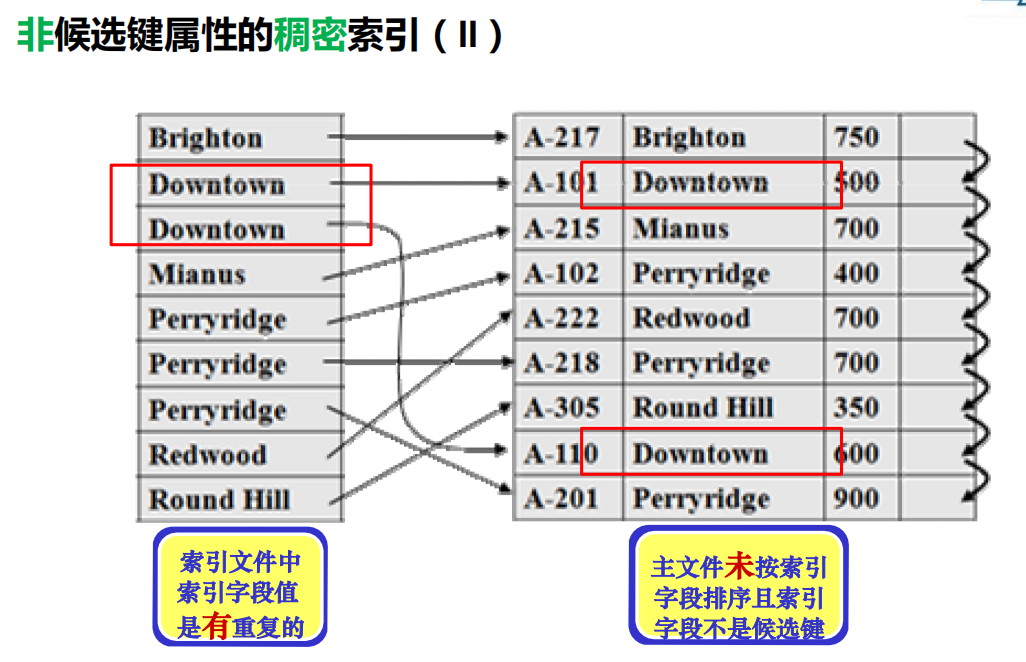 非候选键属性的稠密索引（II）
Brighton A-217 Brighton 750
Downtown A-101 Downtown 500
Downtown A-215 Mianus 700
Mianus A-102 Perryridge 400
Perryridge A-222 Redwood 700
Perryridge A-218 Perryridge 700
Perryridge A-305 Round Hill 350
Redwood A-110 Downtown 600
Round Hill A-201 Perryridge 900
索引文件中
索引字段值
是有重复的
主文件未按索引
字段排序且索引
字段不是候选键